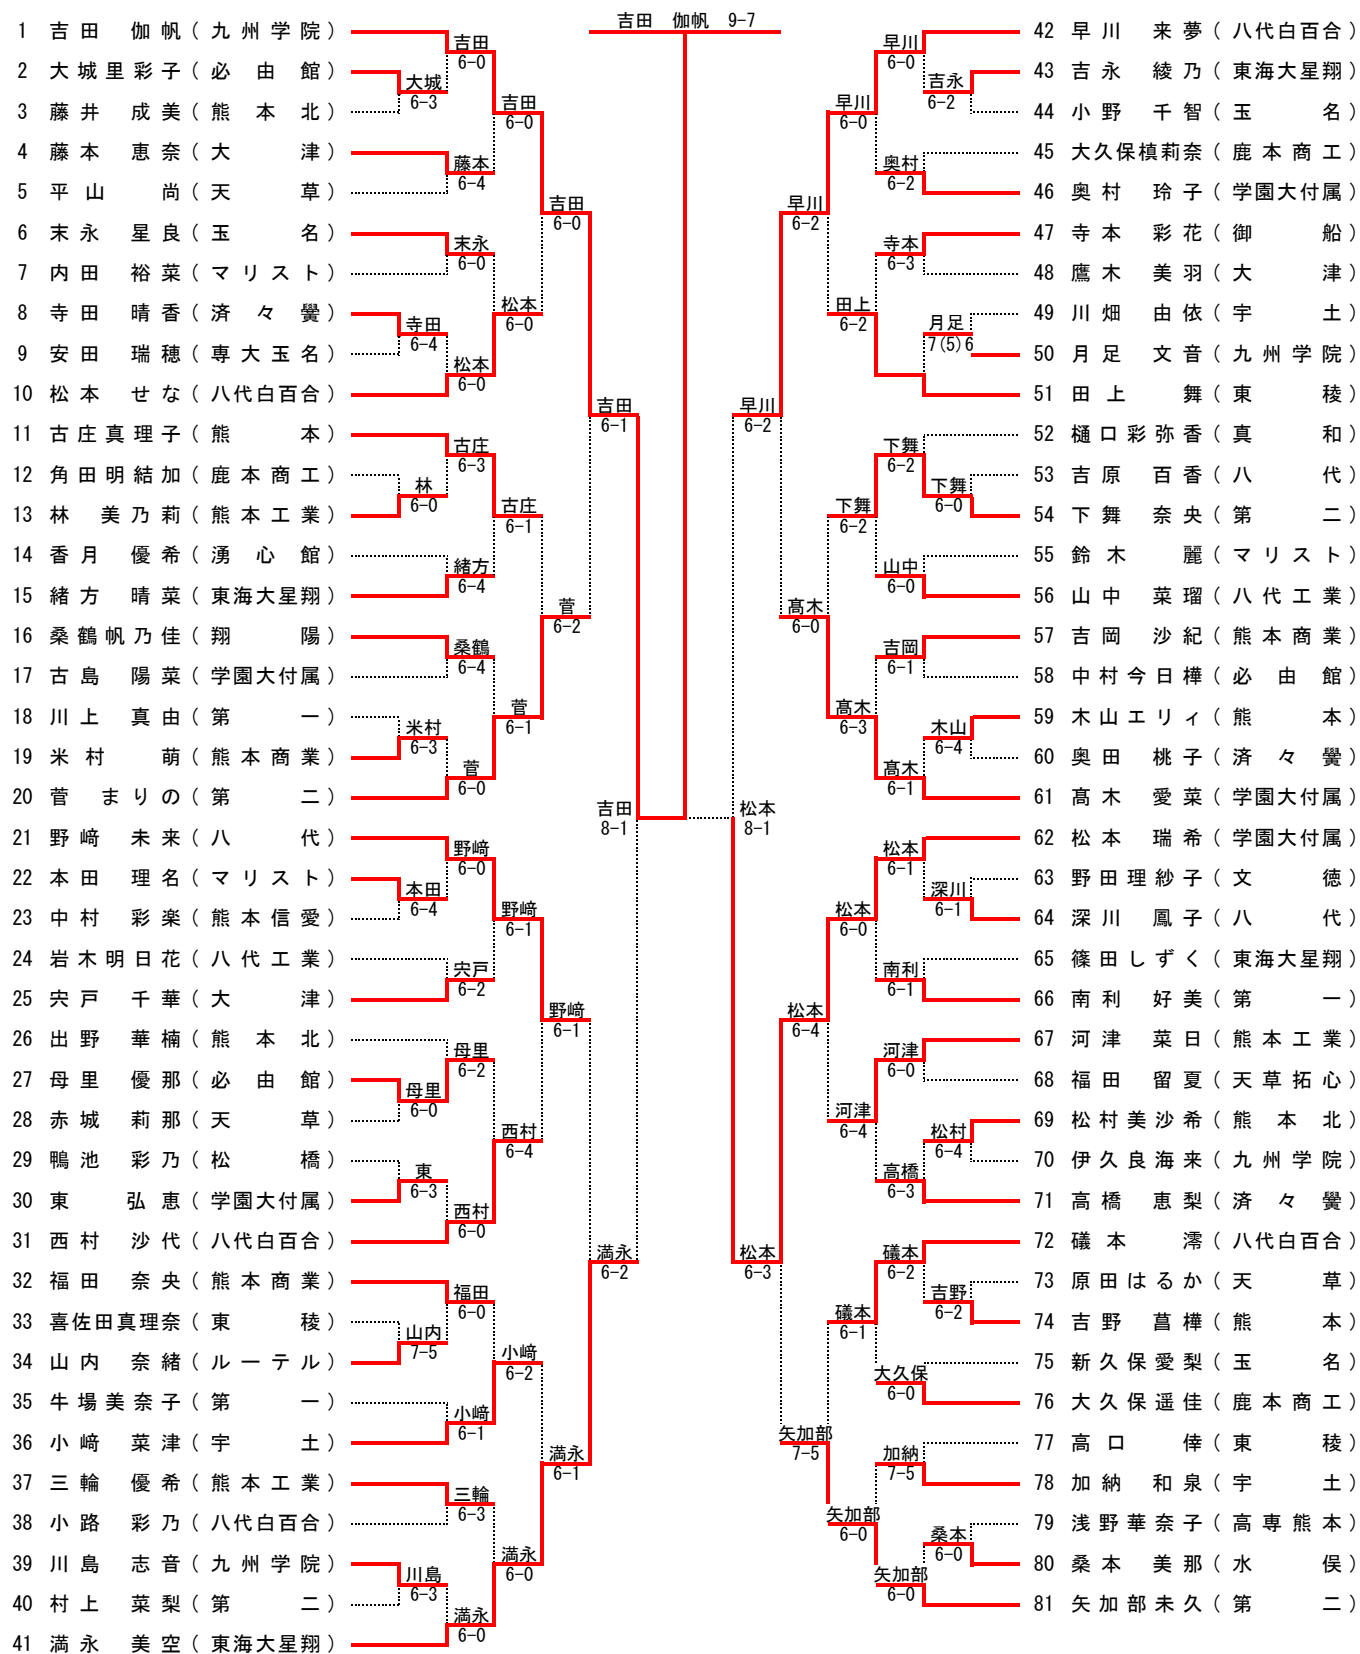 吉田 伽帆 9-7
1 吉田 伽帆（九州学院）
2 大城里彩子（必由館）
3 藤井 成美（熊本北）
4 藤本 恵奈（大津）
5 平山 尚（天草）
6 末永 星良（玉名）
7 内田 裕菜（マリスト）
8 寺田 晴香（済々黌）
9 安田 瑞穂（専大玉名）
10 松本 せな（八代白百合）
11 古庄真理子（熊本）
12 角田明結加（鹿本商工）
13 林 美乃莉（熊本工業）
14 香月 優希（湧心館）
15 緒方 晴菜（東海大星翔）
16 桑鶴帆乃佳（翔陽）
17 古島 陽菜（学園大付属）
18 川上 真由（第一）
19 米村 萌（熊本商業）
20 菅 まりの（第二）
21 野﨑 未来（八代）
22 本田 理名（マリスト）
23 中村 彩楽（熊本信愛）
24 岩木明日花（八代工業）
25 宍戸 千華（大津）
26 出野 華楠（熊本北）
27 母里 優那（必由館）
28 赤城 莉那（天草）
29 鴨池 彩乃（松橋）
30 東 弘恵（学園大付属）
31 西村 沙代（八代白百合）
32 福田 奈央（熊本商業）
33 喜佐田真理奈（東稜）
34 山内 奈緒（ルーテル）
35 牛場美奈子（第一）
36 小﨑 菜津（宇土）
37 三輪 優希（熊本工業）
38 小路 彩乃（八代白百合）
39 川島 志音（九州学院）
40 村上 菜梨（第二）
41 満永 美空（東海大星翔）
大城
6-3
寺田
6-4
林
6-0
米村
6-3
本田
6-4
母里
6-0
東
6-3
山内
7-5
川島
6-3
吉田
6-0
藤本
6-4
末永
6-0
松本
6-0
古庄
6-3
緒方
6-4
桑鶴
6-4
菅
6-0
野﨑
6-0
宍戸
6-2
母里
6-2
西村
6-0
福田
6-0
小﨑
6-1
三輪
6-3
満永
6-0
吉田
6-0
松本
6-0
古庄
6-1
菅
6-1
野﨑
6-1
西村
6-4
小﨑
6-2
満永
6-0
吉田
6-0
菅
6-2
野﨑
6-1
満永
6-1
吉田
6-1
満永
6-2
吉田
8-1
松本
8-1
早川
6-2
松本
6-3
早川
6-2
髙木
6-0
松本
6-4
矢加部
7-5
早川
6-0
田上
6-2
下舞
6-2
髙木
6-3
松本
6-0
河津
6-4
礒本
6-1
矢加部
6-0
早川
6-0
奥村
6-2
寺本
6-3
下舞
6-2
山中
6-0
吉岡
6-1
髙木
6-1
松本
6-1
南利
6-1
河津
6-0
高橋
6-3
礒本
6-2
大久保
6-0
加納
7-5
矢加部
6-0
吉永
6-2
月足
7(5)6
下舞
6-0
木山
6-4
深川
6-1
松村
6-4
吉野
6-2
桑本
6-0
42 早川 来夢（八代白百合）
43 吉永 綾乃（東海大星翔）
44 小野 千智（玉名）
45 大久保槙莉奈（鹿本商工）
46 奥村 玲子（学園大付属）
47 寺本 彩花（御船）
48 鷹木 美羽（大津）
49 川畑 由依（宇土）
50 月足 文音（九州学院）
51 田上 舞（東稜）
52 樋口彩弥香（真和）
53 吉原 百香（八代）
54 下舞 奈央（第二）
55 鈴木 麗（マリスト）
56 山中 菜瑠（八代工業）
57 吉岡 沙紀（熊本商業）
58 中村今日樺（必由館）
59 木山エリィ（熊本）
60 奥田 桃子（済々黌）
61 髙木 愛菜（学園大付属）
62 松本 瑞希（学園大付属）
63 野田理紗子（文徳）
64 深川 鳳子（八代）
65 篠田しずく（東海大星翔）
66 南利 好美（第一）
67 河津 菜日（熊本工業）
68 福田 留夏（天草拓心）
69 松村美沙希（熊本北）
70 伊久良海来（九州学院）
71 高橋 恵梨（済々黌）
72 礒本 澪（八代白百合）
73 原田はるか（天草）
74 吉野 菖樺（熊本）
75 新久保愛梨（玉名）
76 大久保遥佳（鹿本商工）
77 高口 倖（東稜）
78 加納 和泉（宇土）
79 浅野華奈子（高専熊本）
80 桑本 美那（水俣）
81 矢加部未久（第二）